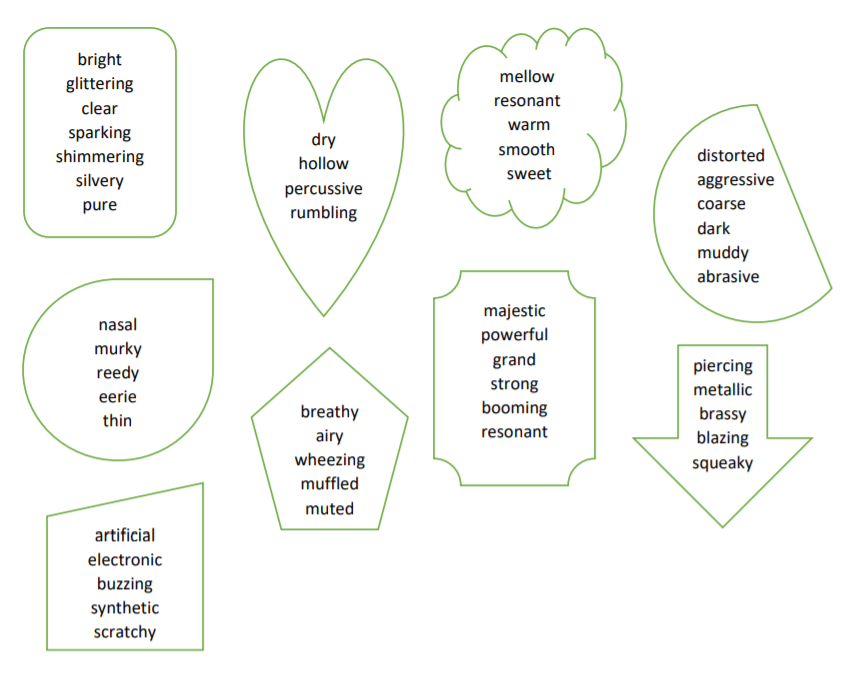 bright
glittering
clear
sparking
shimmering
silvery
pure
dry
hollow
percussive
rumbling
mellow
resonant
warm
smooth
sweet
distorted
aggressive
coarse
dark
muddy
abrasive
nasal
murky
reedy
eerie
thin
breathy
airy
wheezing
muffled
muted
majestic
powerful
grand
strong
booming
resonant
piercing
metallic
brassy
blazing
squeaky
artificial
electronic
buzzing
synthetic
scratchy